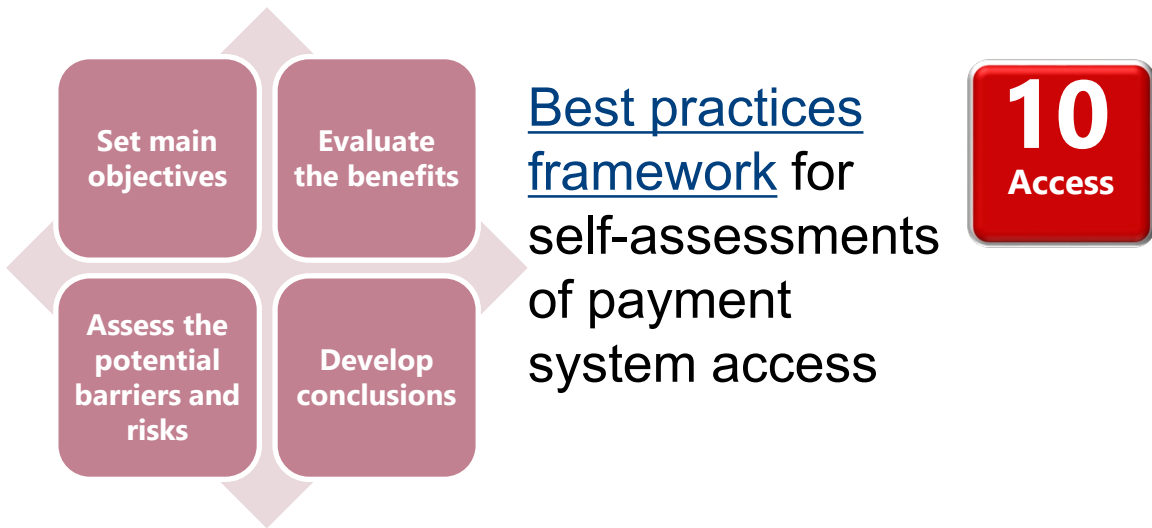 Set main
objectives
Evaluate
the benefits
Assess the
potential
barriers and
risks
Develop
conclusions
Best practices
framework for
self-assessments
of payment
system access
10
Access